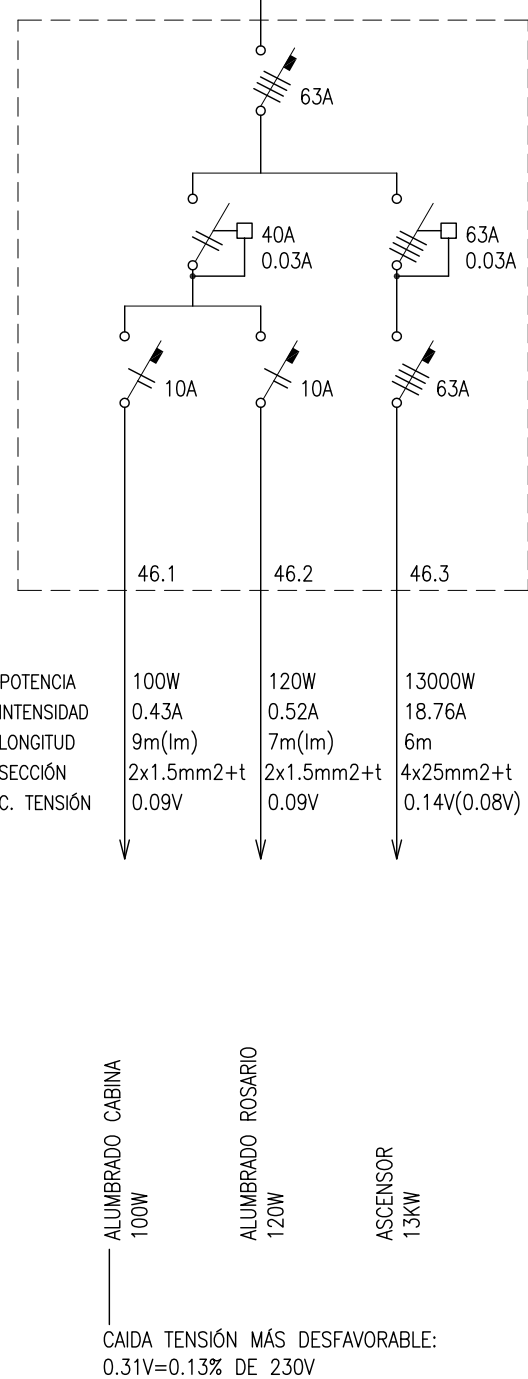 63A
40A
0.03A
63A
0.03A
10A
10A
63A
46.1
46.2
46.3
POTENCIA 100W 120W 13000W
INTENSIDAD 0.43A 0.52A 18.76A
LONGITUD 9m(lm) 7m(lm) 6m
SECCIÓN 2x1.5mm2+t 2x1.5mm2+t 4x25mm2+t
C. TENSIÓN 0.09V 0.09V 0.14V(0.08V)
ALUMBRADO CABINA
100W
ALUMBRADO ROSARIO
120W
ASCENSOR
13KW
CAIDA TENSIÓN MÁS DESFAVORABLE:
0.31V=0.13% DE 230V